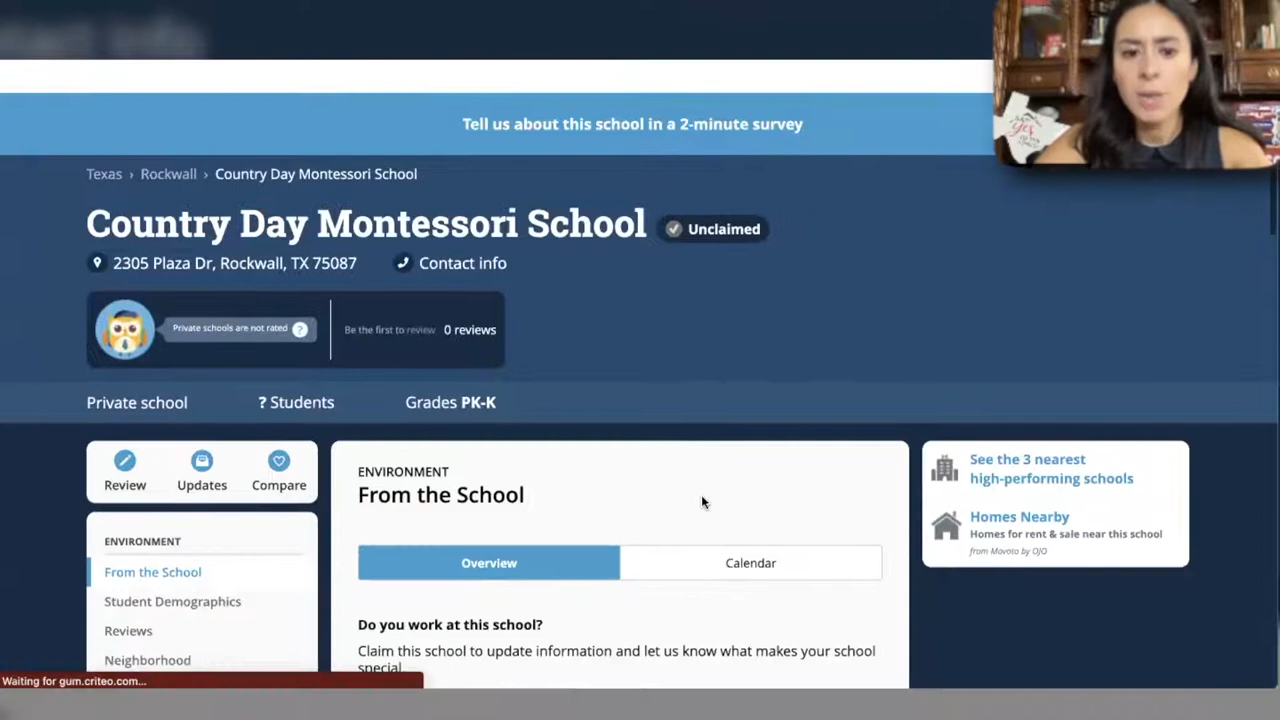 Tell us about this school in a 2-minute survey
Texas › Rockwall › Country Day Montessori School
Country Day Montessori School Unclaimed
2305 Plaza Dr, Rockwall, TX 75087 Contact info
Private schools are not rated ? Be the first to review 0 reviews
Private school ? Students Grades PK-K
Review Updates Compare
ENVIRONMENT
From the School
Student Demographics
Reviews
Neighborhood
ENVIRONMENT
From the School
Overview Calendar
Do you work at this school?
Claim this school to update information and let us know what makes your school
special
See the 3 nearest
high-performing schools
Homes Nearby
Homes for rent & sale near this school
from Movoto by OJO
Waiting for gum.criteo.com...